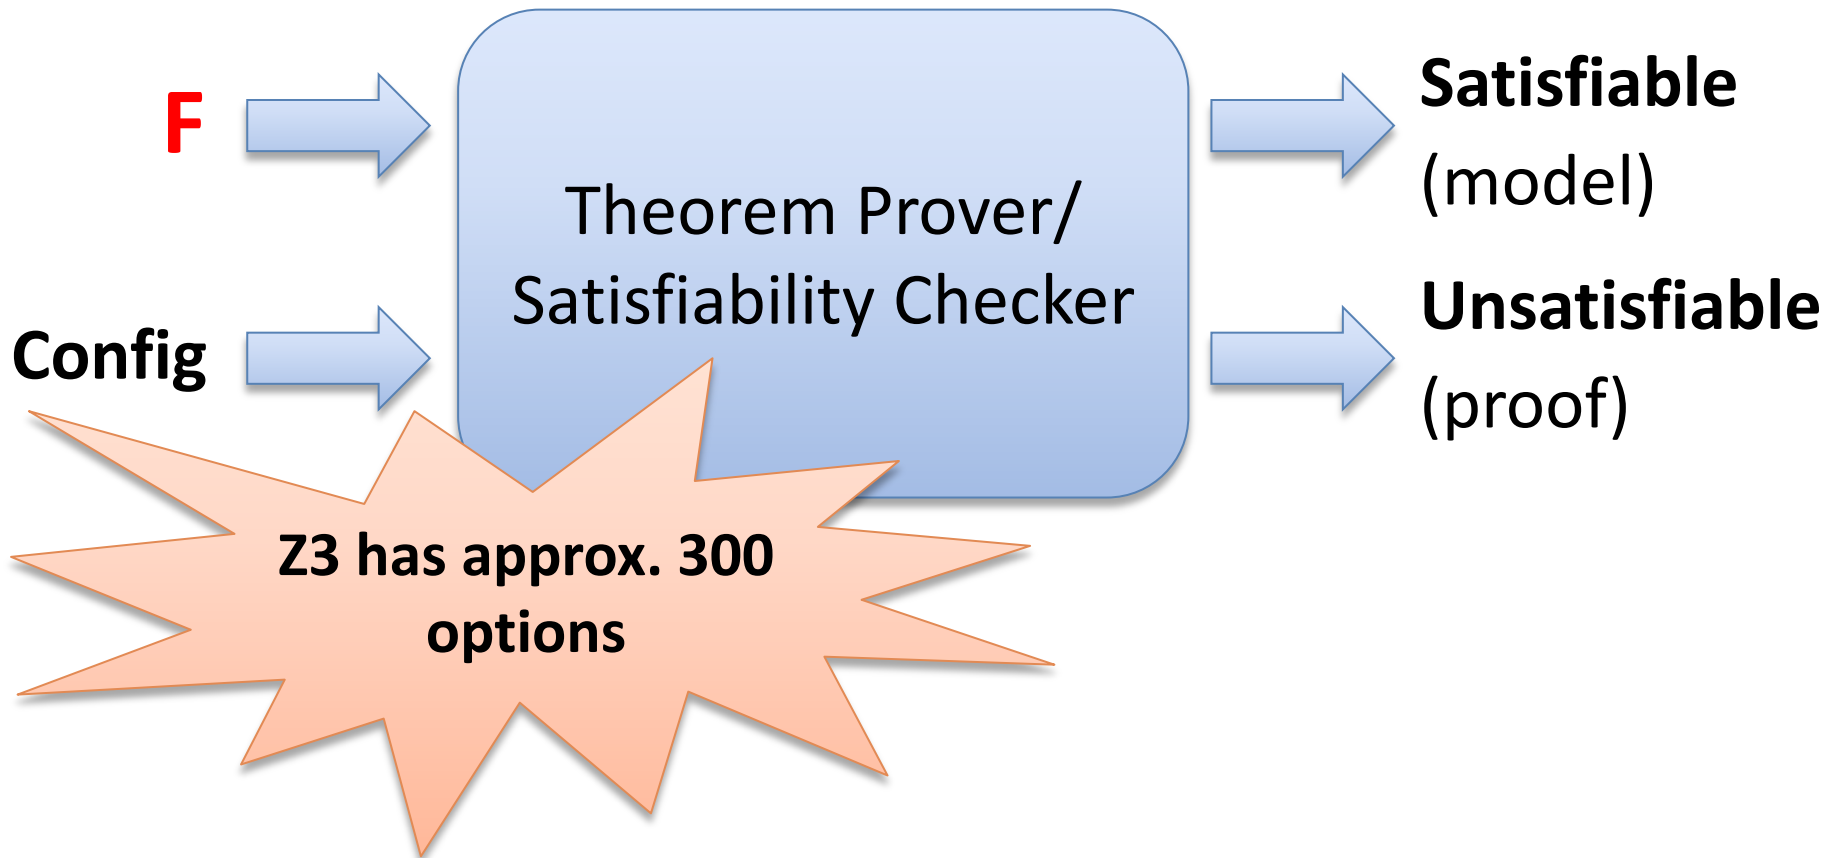 F
Config
Theorem Prover/
Satisfiability Checker
Satisfiable
(model)
Unsatisfiable
(proof)
Z3 has approx. 300
options